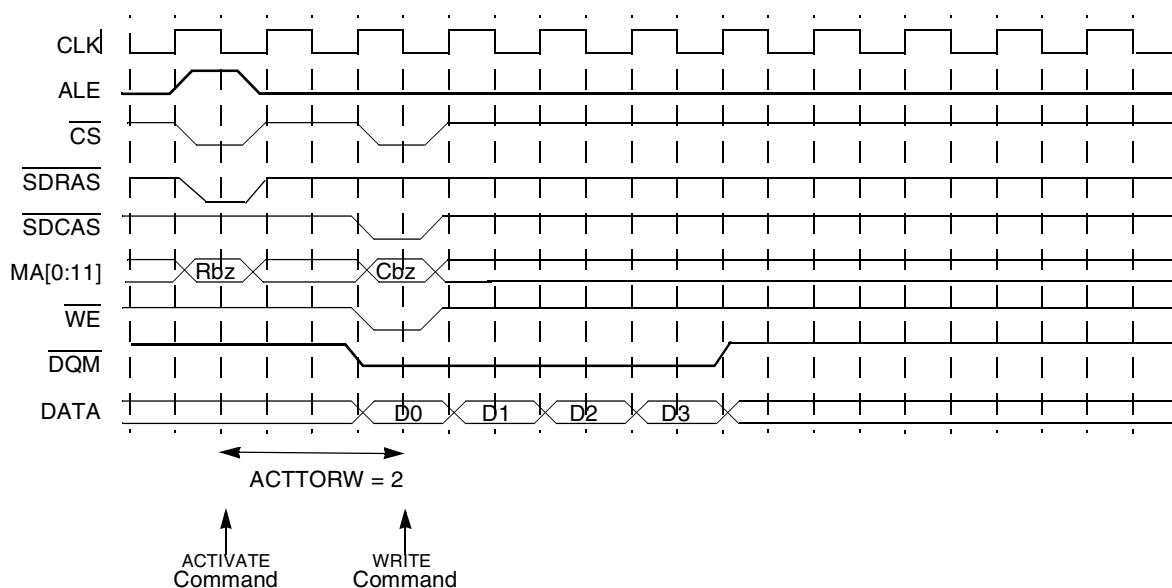 CLK
ALE
CS
SDRAS
SDCAS
MA[0:11] Rbz Cbz
WE
DQM
DATA D0 D1 D2 D3
ACTTORW = 2
ACTIVATE WRITE
Command Command